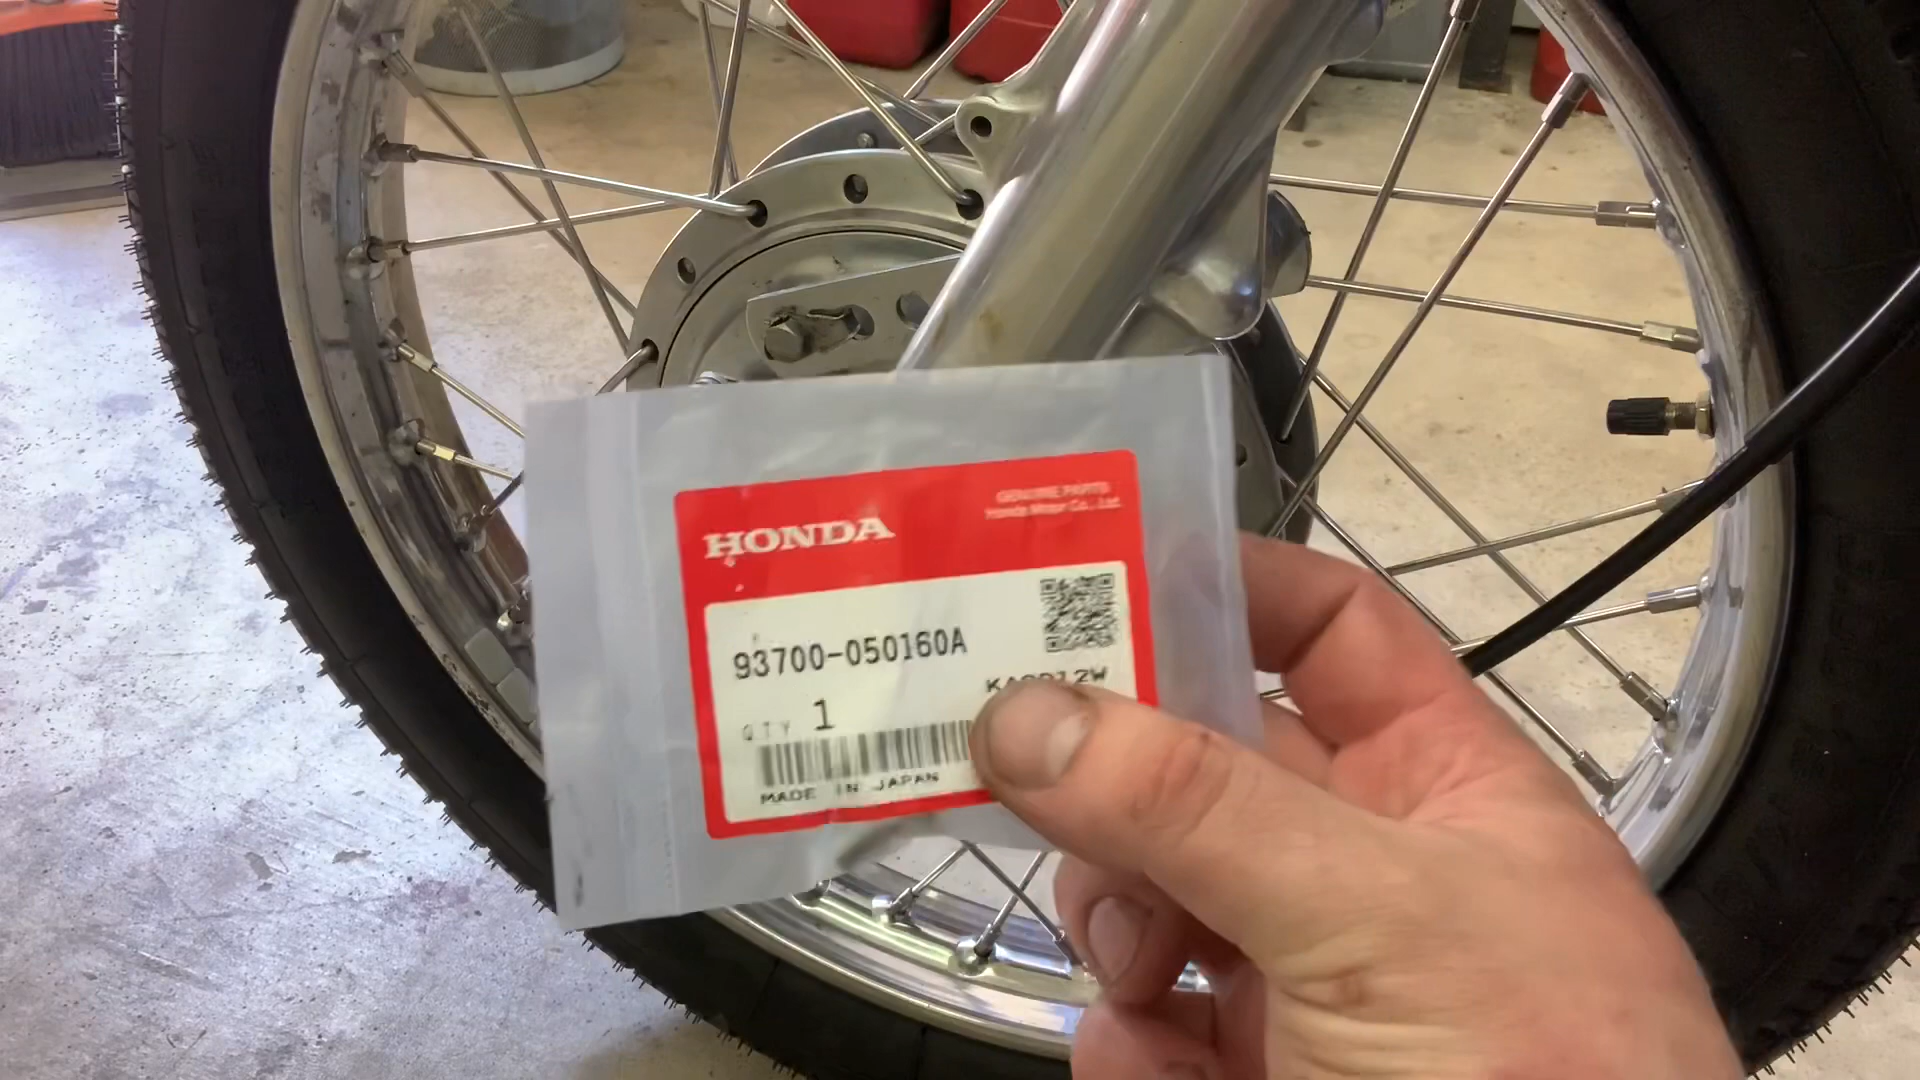 HONDA
GENUINE PARTS
Honda Motor Co., Ltd.
93700-050160A
QTY 1
MADE IN JAPAN